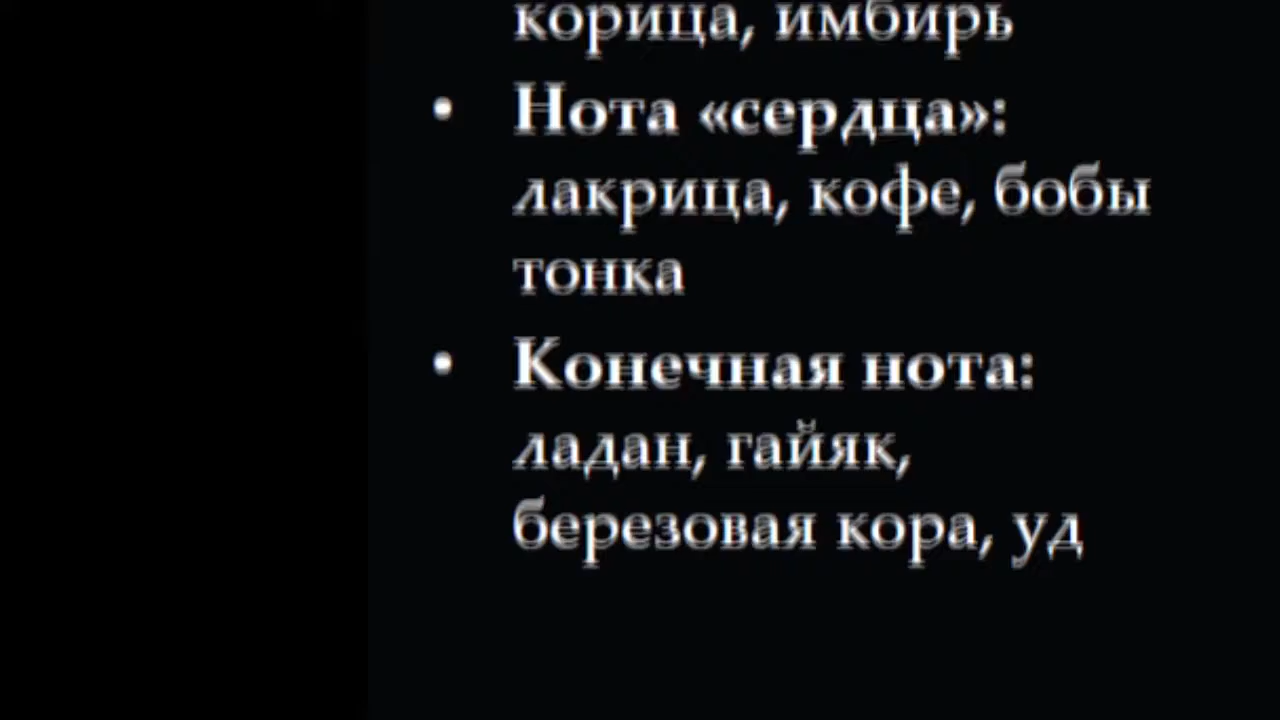 корица, имбирь
• Нота «сердца»:
лакрица, кофе, бобы
тонка
• Конечная нота:
ладан, гайяк,
березовая кора, уд